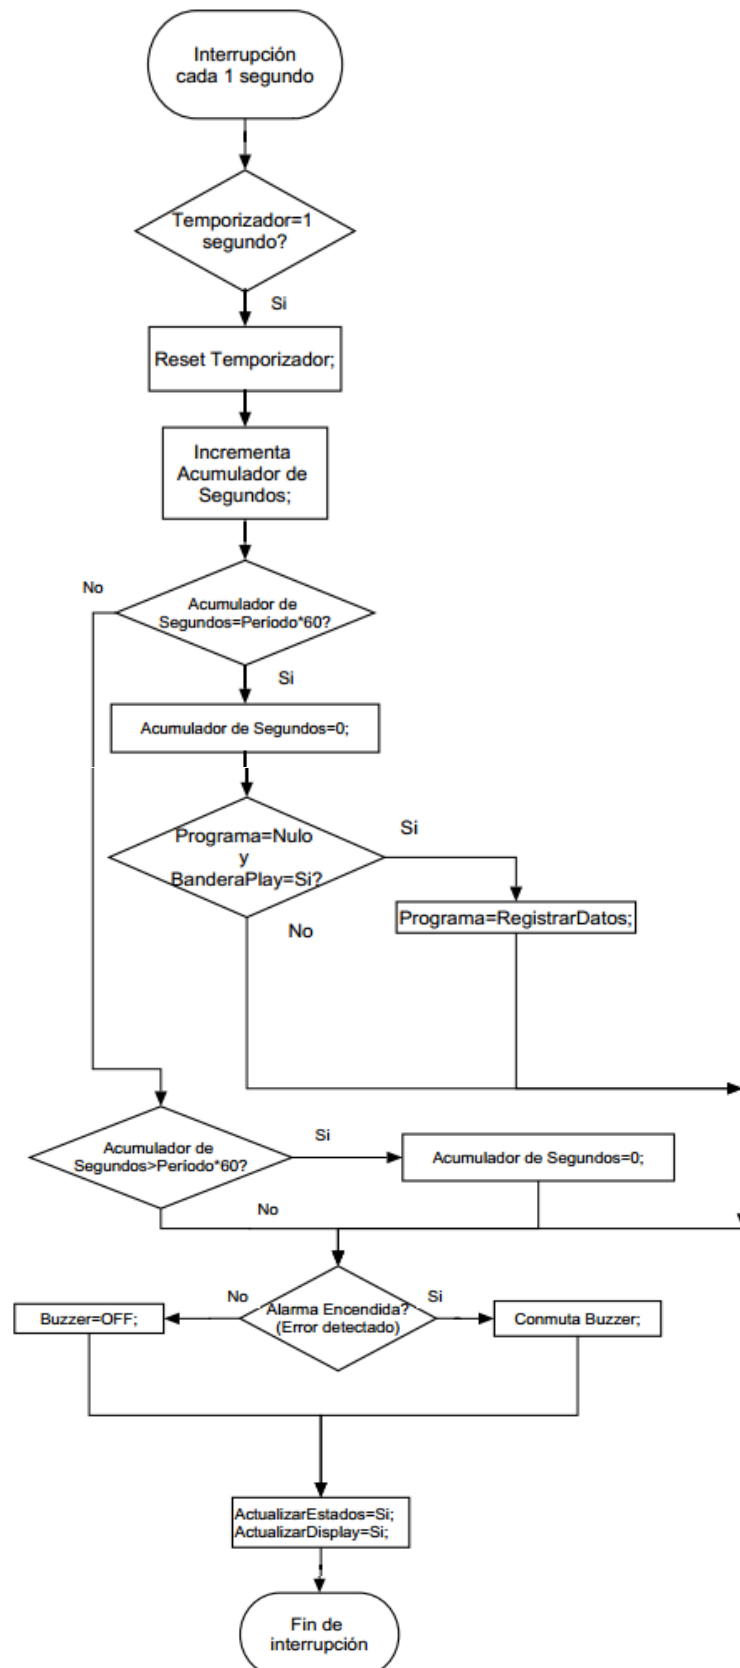 Interrupción
cada 1 segundo
Temporizador=1
segundo?
Si
Reset Temporizador;
Incrementa
Acumulador de
Segundos;
No
Acumulador de
Segundos=Período*60?
Si
Acumulador de Segundos=0;
Programa=Nulo
y
BanderaPlay=Si?
Si
No
Programa=RegistrarDatos;
Acumulador de
Segundos>Período*60?
Si
Acumulador de Segundos=0;
No
No
Alarma Encendida?
(Error detectado)
Si
Buzzer=OFF;
Conmuta Buzzer;
ActualizarEstados=Si;
ActualizarDisplay=Si;
Fin de
interrupción